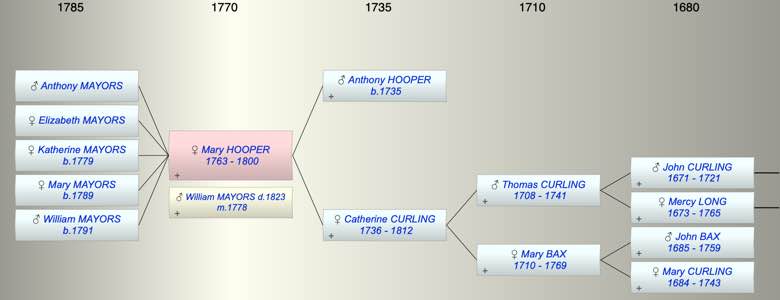 1785
1770
1735
1710
1680
♂ Anthony MAYORS
♀ Elizabeth MAYORS
♀ Katherine MAYORS
b.1779
♀ Mary MAYORS
b.1789
♂ William MAYORS
b.1791
♀ Mary HOOPER
1763 - 1800
+
♂ William MAYORS d.1823
m.1778
+
♂ Anthony HOOPER
b.1735
+
♀ Catherine CURLING
1736 - 1812
+
♂ Thomas CURLING
1708 - 1741
+
♀ Mary BAX
1710 - 1769
+
♂ John CURLING
1671 - 1721
+
♀ Mercy LONG
1673 - 1765
+
♂ John BAX
1685 - 1759
+
♀ Mary CURLING
1684 - 1743
+